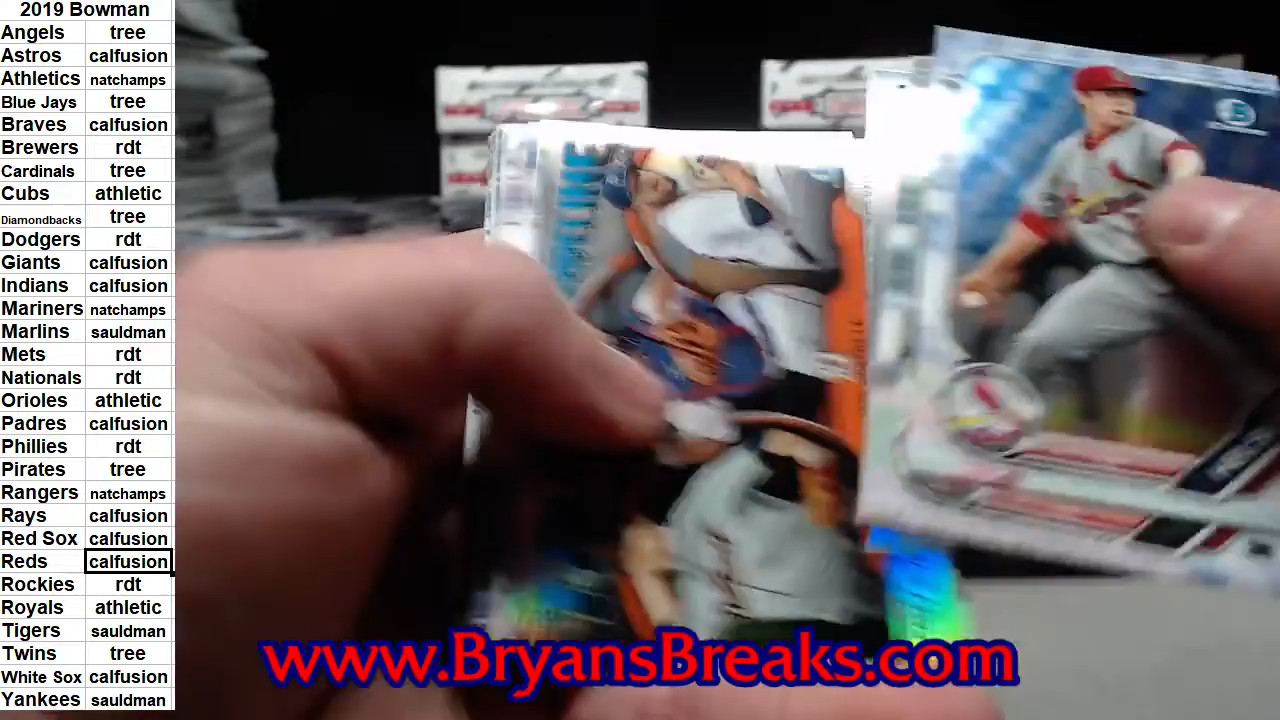 2019 Bowman
Angels tree
Astros calfusion
Athletics natchamps
Blue Jays tree
Braves calfusion
Brewers rdt
Cardinals tree
Cubs athletic
Diamondbacks tree
Dodgers rdt
Giants calfusion
Indians calfusion
Mariners natchamps
Marlins sauldman
Mets rdt
Nationals rdt
Orioles athletic
Padres calfusion
Phillies rdt
Pirates tree
Rangers natchamps
Rays calfusion
Red Sox calfusion
Reds calfusion
Rockies rdt
Royals athletic
Tigers sauldman
Twins tree
White Sox calfusion
Yankees sauldman
www.BryansBreaks.com